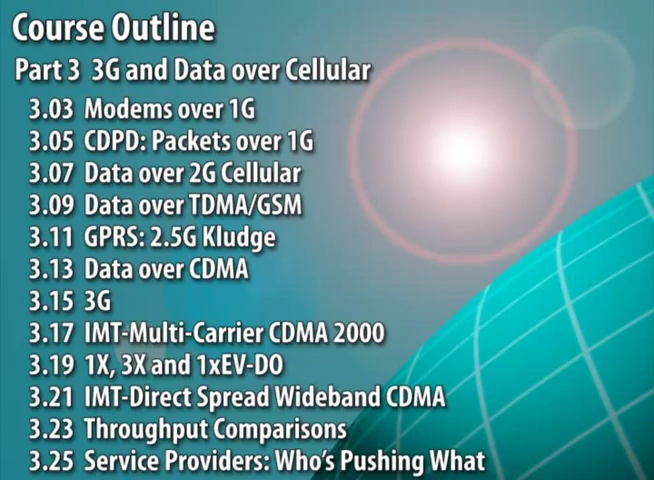 Course Outline
Part 3 3G and Data over Cellular
3.03 Modems over 1G
3.05 CDPD: Packets over 1G
3.07 Data over 2G Cellular
3.09 Data over TDMA/GSM
3.11 GPRS: 2.5G Kludge
3.13 Data over CDMA
3.15 3G
3.17 IMT-Multi-Carrier CDMA 2000
3.19 1X, 3X and 1xEV-DO
3.21 IMT-Direct Spread Wideband CDMA
3.23 Throughput Comparisons
3.25 Service Providers: Who's Pushing What